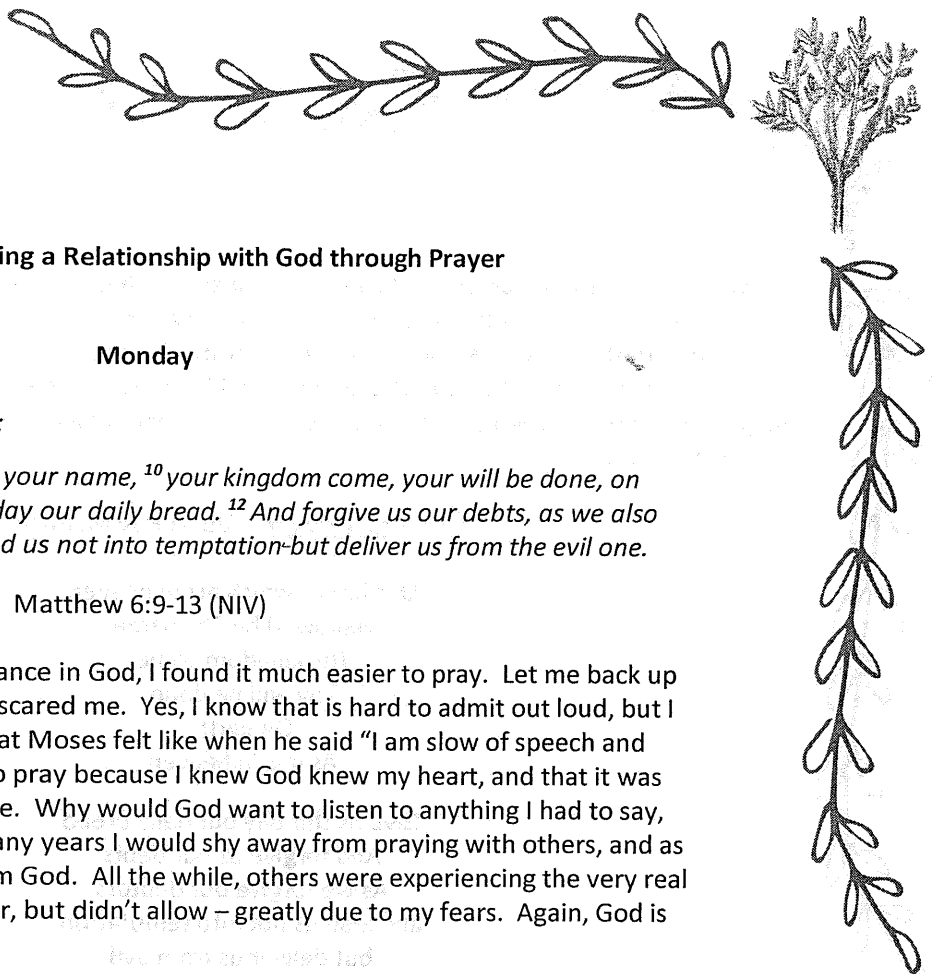 ing a Relationship with God through Prayer
Monday
:
your name, ¹⁰ your kingdom come, your will be done, on
day our daily bread. ¹² And forgive us our debts, as we also
d us not into temptation but deliver us from the evil one.
Matthew 6:9-13 (NIV)
ance in God, I found it much easier to pray. Let me back up
scared me. Yes, I know that is hard to admit out loud, but I
at Moses felt like when he said “I am slow of speech and
o pray because I knew God knew my heart, and that it was
e. Why would God want to listen to anything I had to say,
any years I would shy away from praying with others, and as
m God. All the while, others were experiencing the very real
r, but didn’t allow – greatly due to my fears. Again, God is